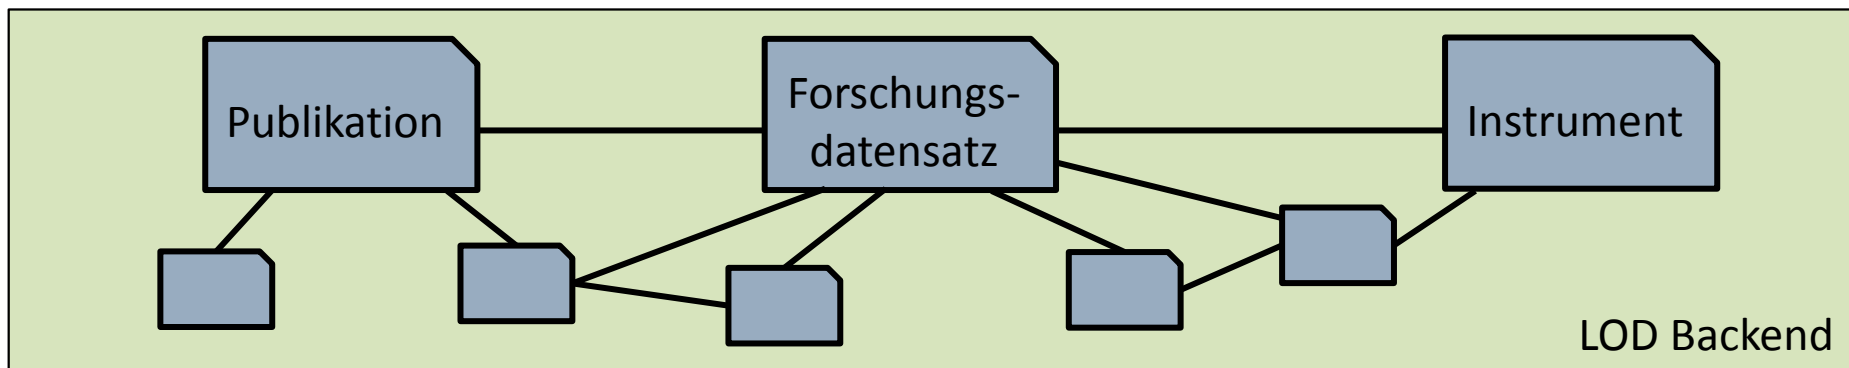 Publikation
Forschungs-
datensatz
Instrument
LOD Backend